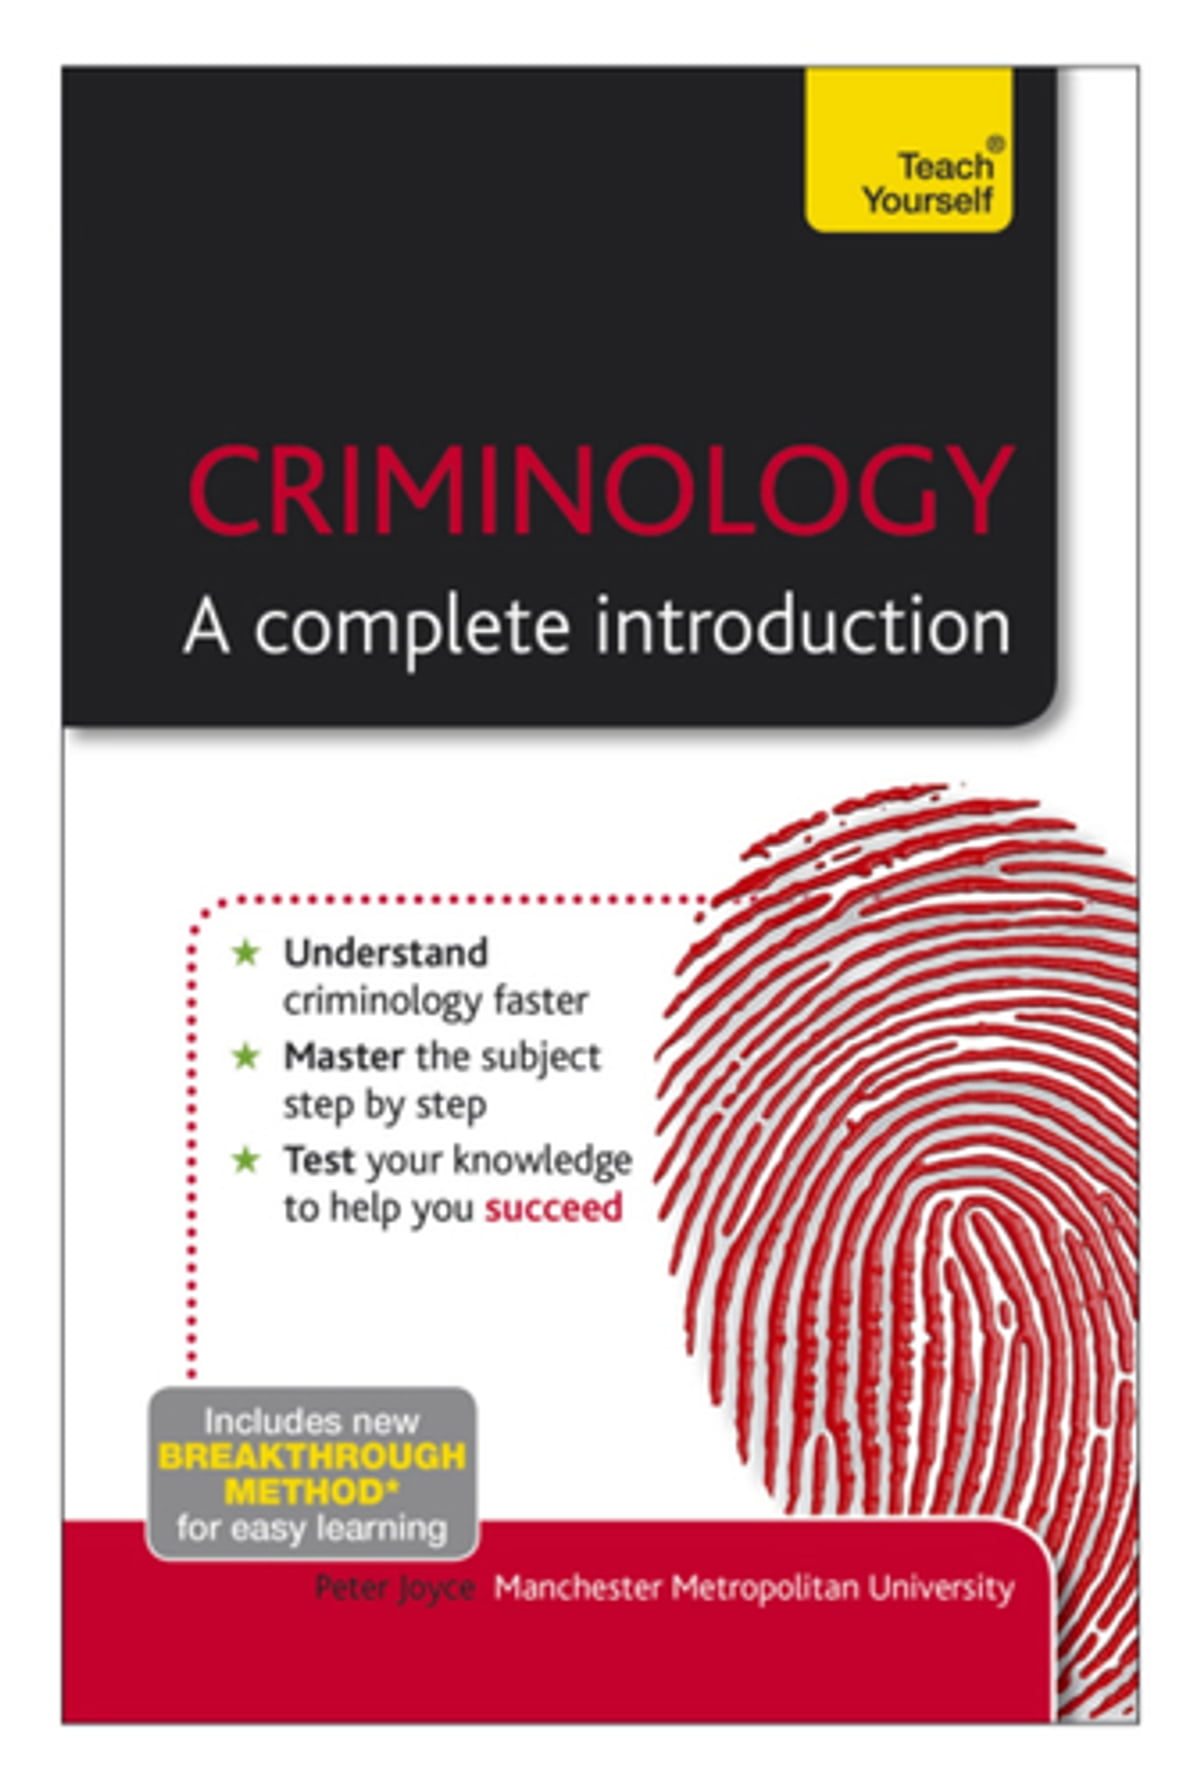 Teach®
Yourself
CRIMINOLOGY
A complete introduction
★ Understand
criminology faster
★ Master the subject
step by step
★ Test your knowledge
to help you succeed
Includes new
BREAKTHROUGH
METHOD*
for easy learning
Peter Joyce Manchester Metropolitan University